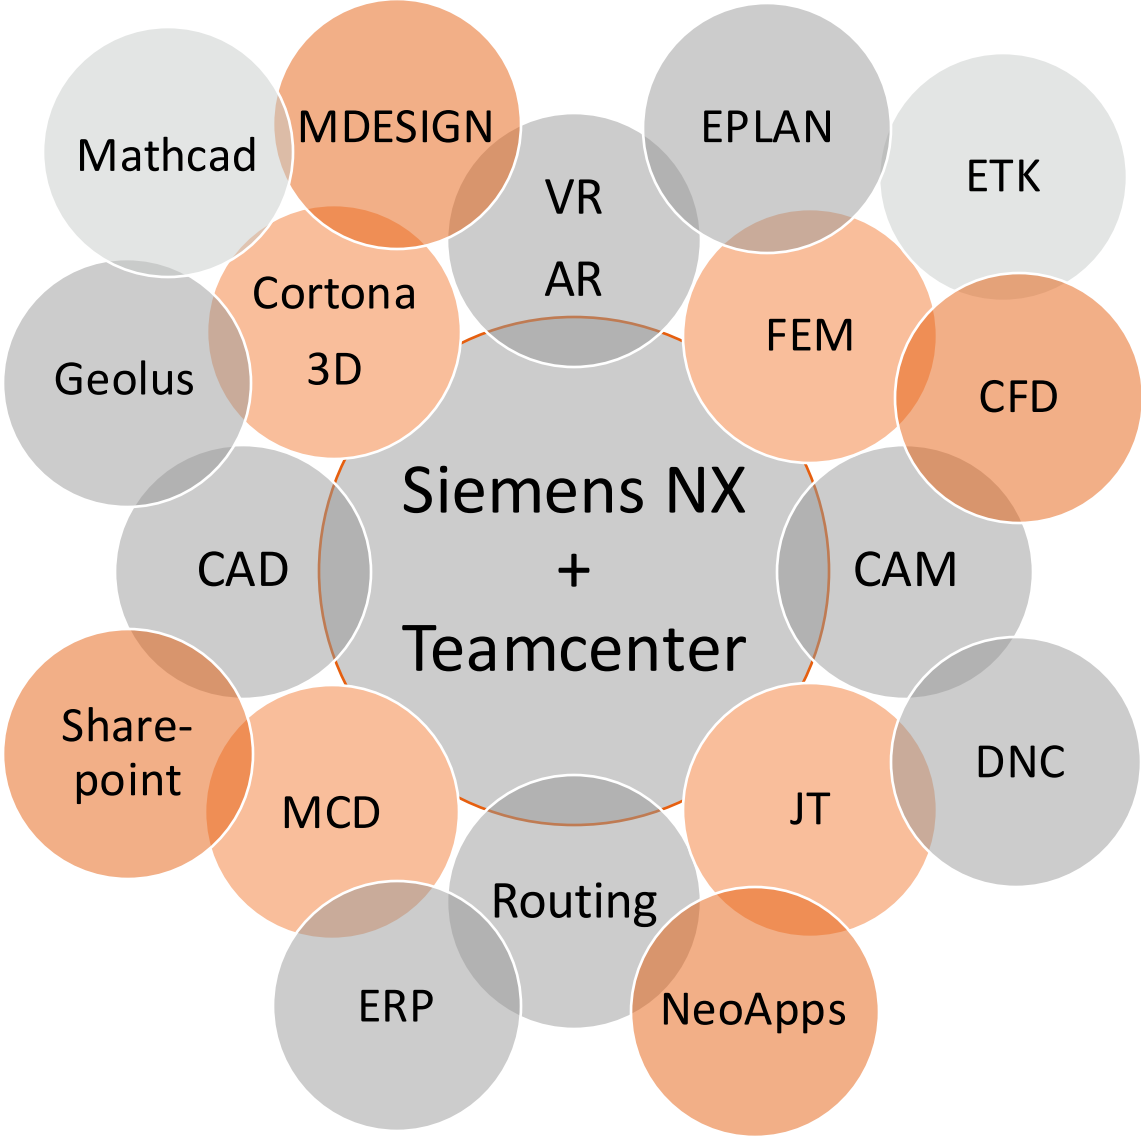 MDESIGN
EPLAN
Mathcad
ETK
VR
AR
Cortona
3D
FEM
Geolus
CFD
Siemens NX
+
Teamcenter
CAD
CAM
Share-
point
DNC
MCD
JT
Routing
ERP
NeoApps